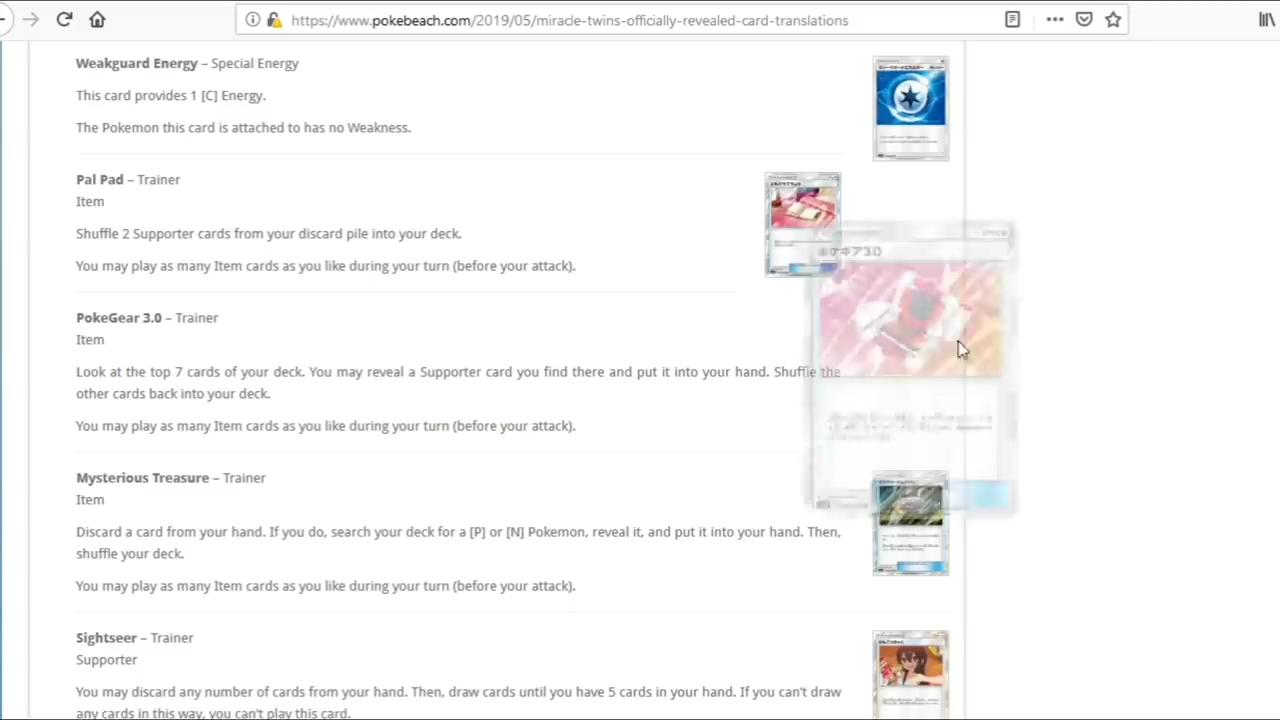 https://www.pokebeach.com/2019/05/miracle-twins-officially-revealed-card-translations
Weakguard Energy – Special Energy
This card provides 1 [C] Energy.
The Pokemon this card is attached to has no Weakness.
Pal Pad – Trainer
Item
Shuffle 2 Supporter cards from your discard pile into your deck.
You may play as many Item cards as you like during your turn (before your attack).
PokeGear 3.0 – Trainer
Item
Look at the top 7 cards of your deck. You may reveal a Supporter card you find there and put it into your hand. Shuffle the
other cards back into your deck.
You may play as many Item cards as you like during your turn (before your attack).
Mysterious Treasure – Trainer
Item
Discard a card from your hand. If you do, search your deck for a [P] or [N] Pokemon, reveal it, and put it into your hand. Then,
shuffle your deck.
You may play as many Item cards as you like during your turn (before your attack).
Sightseer – Trainer
Supporter
You may discard any number of cards from your hand. Then, draw cards until you have 5 cards in your hand. If you can't draw
any cards in this way, you can't play this card.